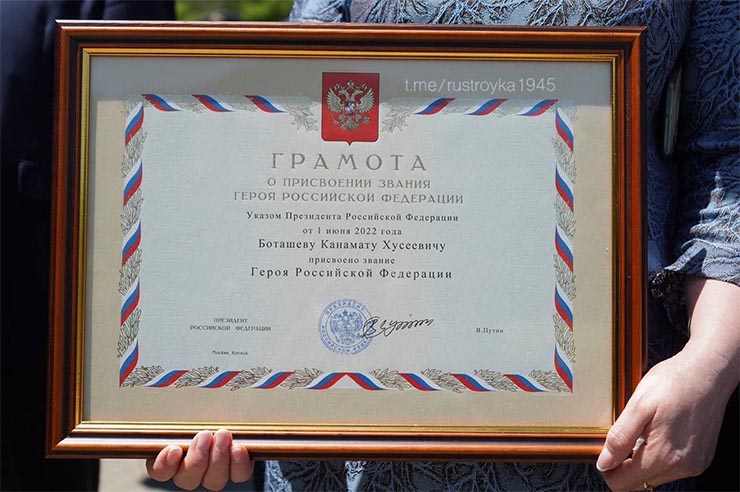 t.me/rustroyka1945
ГРАМОТА
О ПРИСВОЕНИИ ЗВАНИЯ
ГЕРОЯ РОССИЙСКОЙ ФЕДЕРАЦИИ
Указом Президента Российской Федерации
от 1 июня 2022 года
Боташеву Канамату Хусеевичу
присвоено звание
Героя Российской Федерации
ПРЕЗИДЕНТ
РОССИЙСКОЙ ФЕДЕРАЦИИ
В.Путин
Москва, Кремль